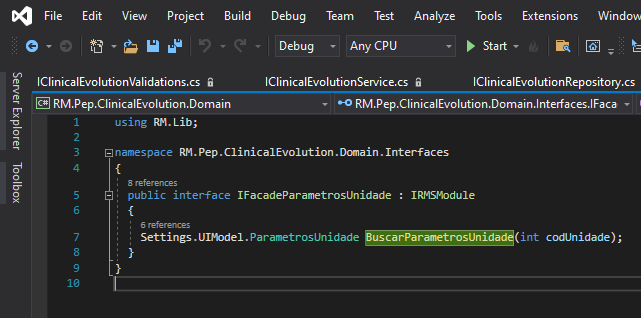 File Edit View Git Project Build Debug Team Test Analyze Tools Extensions Window
Debug Any CPU Start
Server Explorer
Toolbox
IClinicalEvolutionValidations.cs IClinicalEvolutionService.cs IClinicalEvolutionRepository.cs
C# RM.Pep.ClinicalEvolution.Domain RM.Pep.ClinicalEvolution.Domain.Interfaces.IFaca
1 using RM.Lib;
2
3 namespace RM.Pep.ClinicalEvolution.Domain.Interfaces
4 {
8 references
5 public interface IFacadeParametrosUnidade : IRMSModule
6 {
6 references
7 Settings.UIModel.ParametrosUnidade BuscarParametrosUnidade(int codUnidade);
8 }
9 }
10